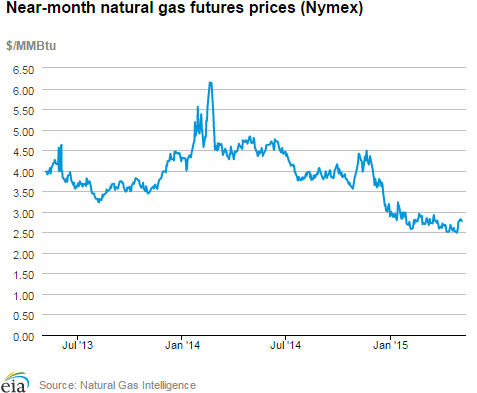 Near-month natural gas futures prices (Nymex)
$/MMBtu
6.50
6.00
5.50
5.00
4.50
4.00
3.50
3.00
2.50
2.00
1.50
1.00
0.50
0.00
Jul '13
Jan '14
Jul '14
Jan '15
eia
Source: Natural Gas Intelligence